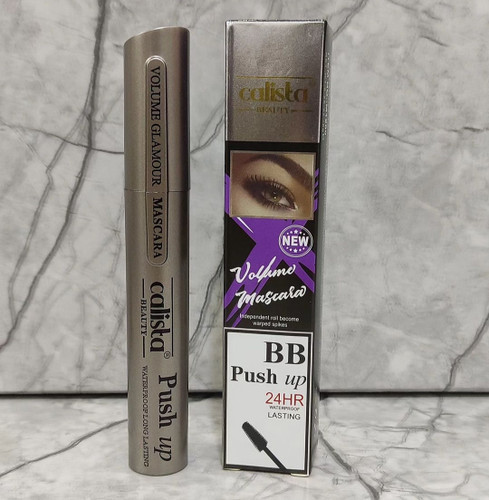 VOLUME GLAMOUR MASCARA
calista®
BEAUTY
Push up
WATERPROOF LONG LASTING
calista
BEAUTY
NEW
Volume
Mascara
Independent roll become
warped spikes
BB
Push up
24HR
WATERPROOF
LASTING